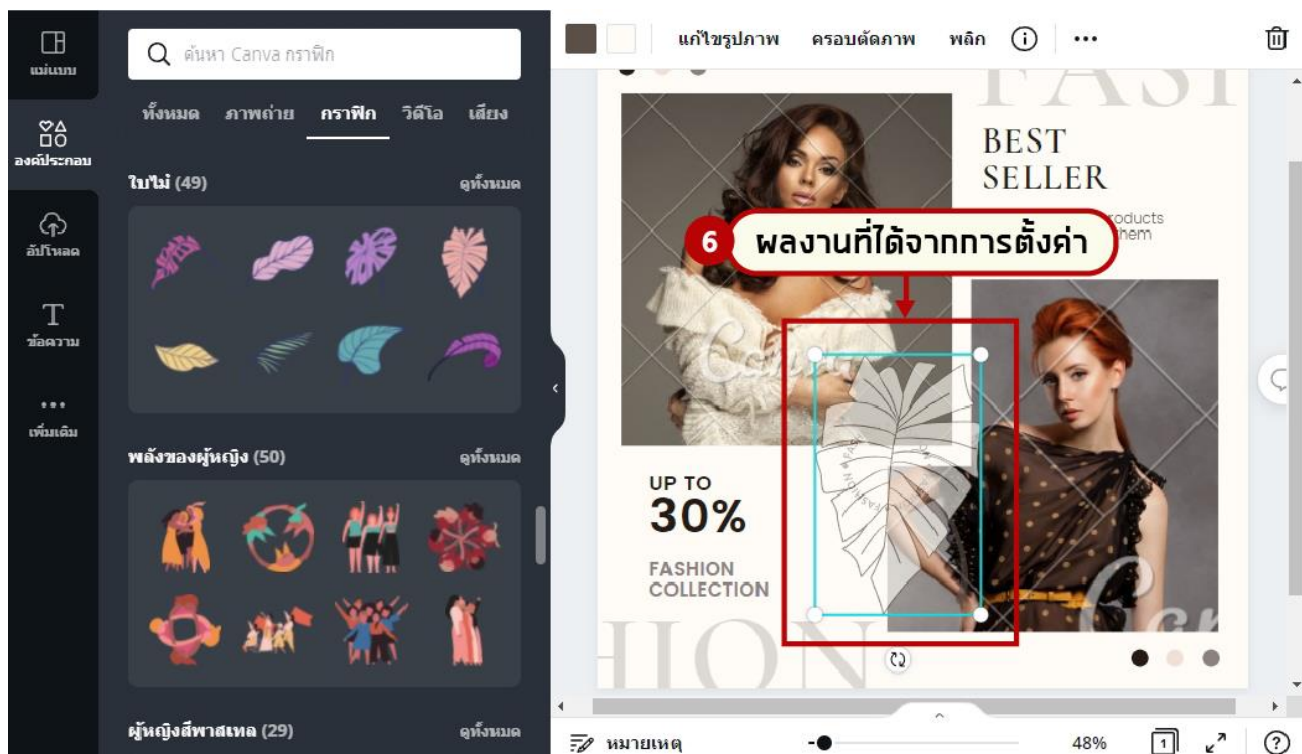 แม่แบบ
องค์ประกอบ
อัปโหลด
ข้อความ
เพิ่มเติม
ค้นหา Canva กราฟิก
ทั้งหมด ภาพถ่าย กราฟิก วิดีโอ เสียง
ใบไม้ (49) ดูทั้งหมด
พลังของผู้หญิง (50) ดูทั้งหมด
ผู้หญิงสีพาสเทล (29) ดูทั้งหมด
แก้ไขรูปภาพ ครอบตัดภาพ พลิก
FASI
BEST
SELLER
roducts
hem
6 ผลงานที่ได้จากการตั้งค่า
Canva
UP TO
30%
FASHION
COLLECTION
Can
HION
หมายเหตุ 48% 1 ?